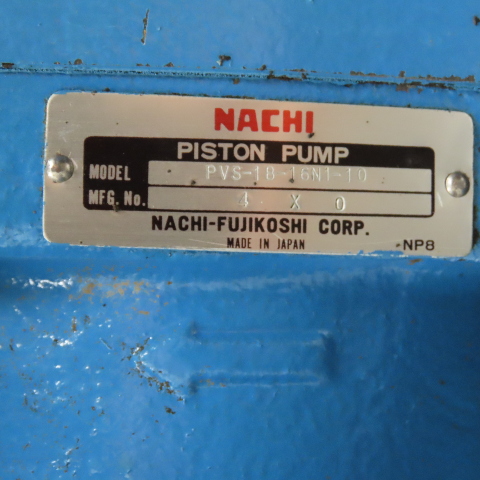 NACHI
PISTON PUMP
MODEL PVS-1B-16N1-10
MFG. No. 4 X 0
NACHI-FUJIKOSHI CORP.
MADE IN JAPAN
NP8